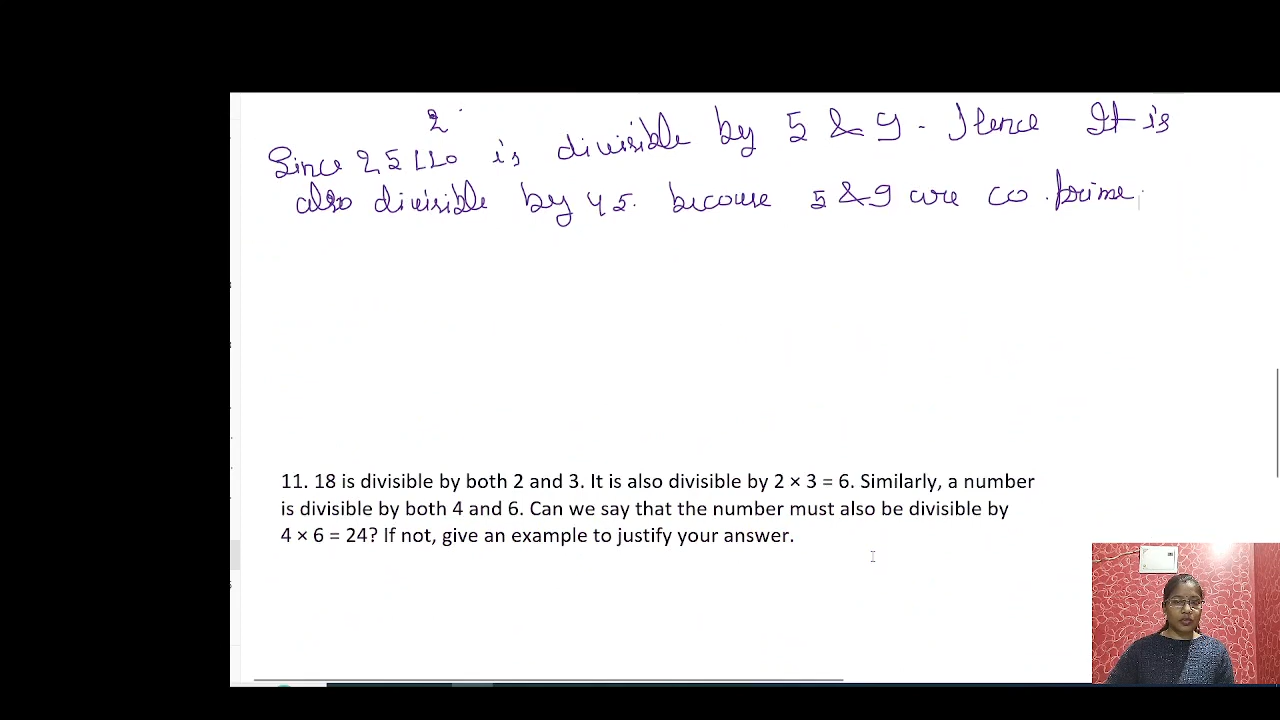 2
Since 25110 is divisible by 5 & 9. Hence It is
also divisible by 45. because 5 & 9 are co.prime.
11. 18 is divisible by both 2 and 3. It is also divisible by 2 × 3 = 6. Similarly, a number
is divisible by both 4 and 6. Can we say that the number must also be divisible by
4 × 6 = 24? If not, give an example to justify your answer.